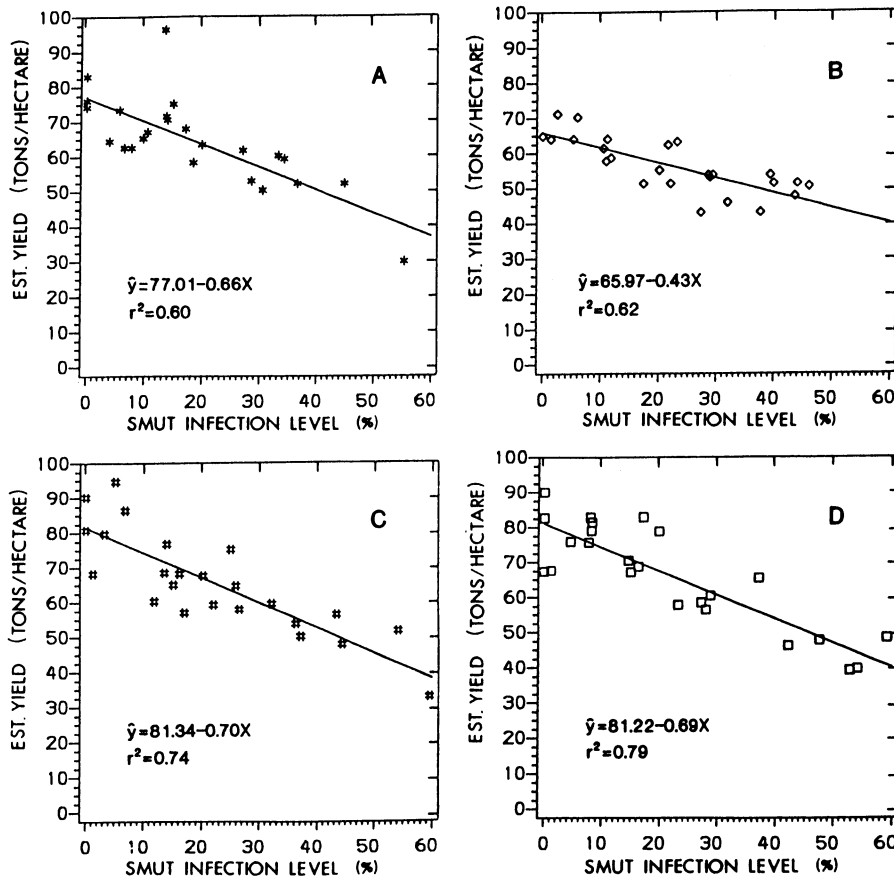 A
EST. YIELD (TONS/HECTARE)
100
90
80
70
60
50
40
30
20
10
0
ŷ=77.01-0.66X
r²=0.60
0 10 20 30 40 50 60
SMUT INFECTION LEVEL (%)
B
EST. YIELD (TONS/HECTARE)
100
90
80
70
60
50
40
30
20
10
0
ŷ=65.97-0.43X
r²=0.62
0 10 20 30 40 50 60
SMUT INFECTION LEVEL (%)
C
EST. YIELD (TONS/HECTARE)
100
90
80
70
60
50
40
30
20
10
0
ŷ=81.34-0.70X
r²=0.74
0 10 20 30 40 50 60
SMUT INFECTION LEVEL (%)
D
EST. YIELD (TONS/HECTARE)
100
90
80
70
60
50
40
30
20
10
0
ŷ=81.22-0.69X
r²=0.79
0 10 20 30 40 50 60
SMUT INFECTION LEVEL (%)